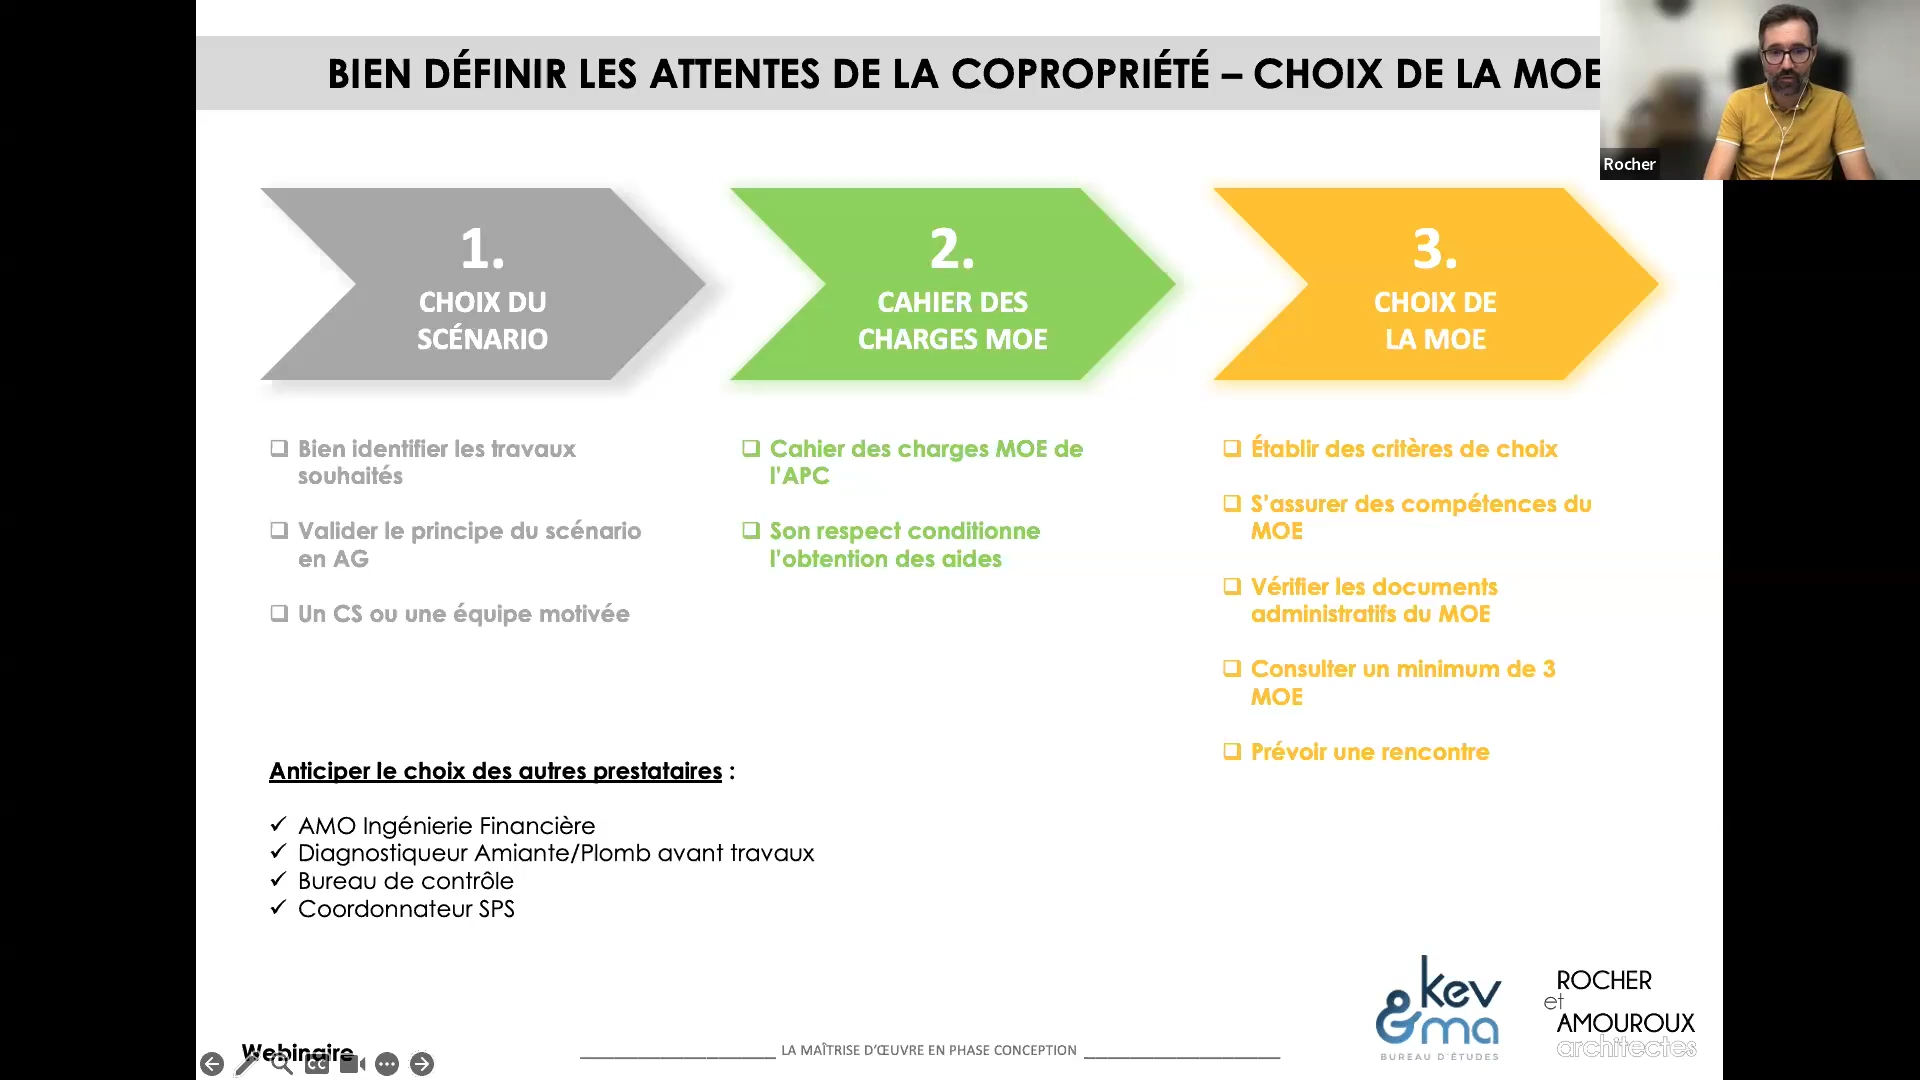 BIEN DÉFINIR LES ATTENTES DE LA COPROPRIÉTÉ – CHOIX DE LA MOE
Rocher
1.
CHOIX DU
SCÉNARIO
2.
CAHIER DES
CHARGES MOE
3.
CHOIX DE
LA MOE
Bien identifier les travaux
souhaités
Valider le principe du scénario
en AG
Un CS ou une équipe motivée
Cahier des charges MOE de
l'APC
Son respect conditionne
l'obtention des aides
Établir des critères de choix
S'assurer des compétences du
MOE
Vérifier les documents
administratifs du MOE
Consulter un minimum de 3
MOE
Prévoir une rencontre
Anticiper le choix des autres prestataires :
AMO Ingénierie Financière
Diagnostiqueur Amiante/Plomb avant travaux
Bureau de contrôle
Coordonnateur SPS
kev
&ma
BUREAU D'ÉTUDES
ROCHER
et
AMOUROUX
architectes
Webinaire
CC
LA MAÎTRISE D'ŒUVRE EN PHASE CONCEPTION